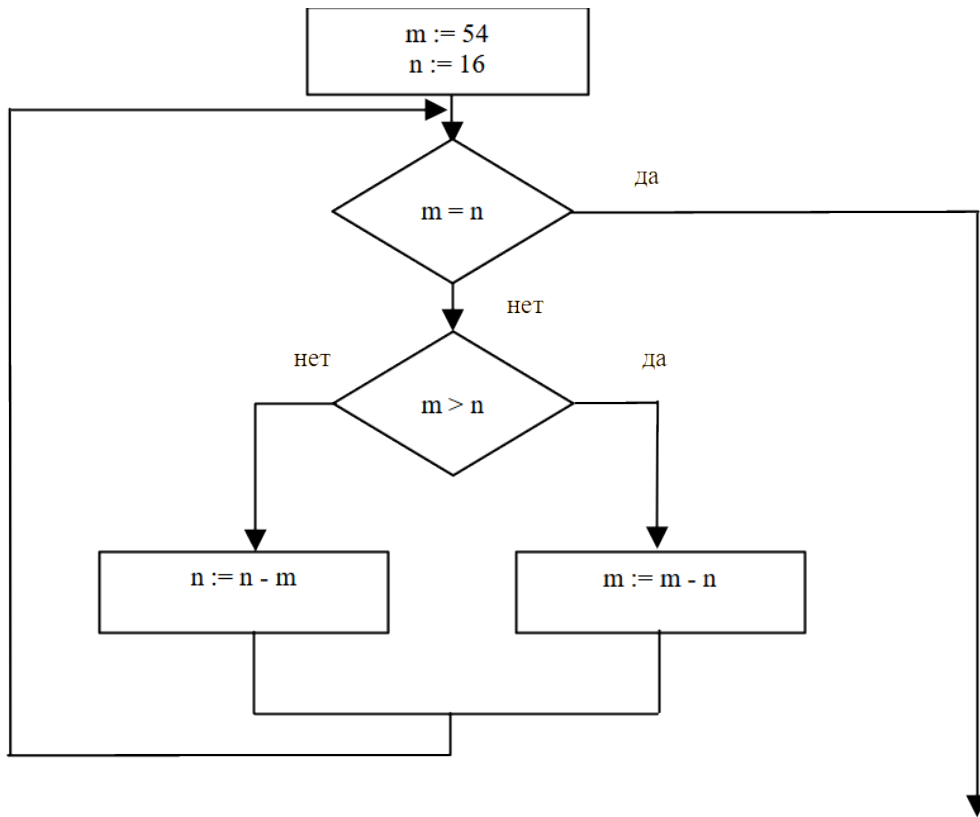 m := 54
n := 16
да
m = n
нет
нет
да
m > n
n := n - m
m := m - n